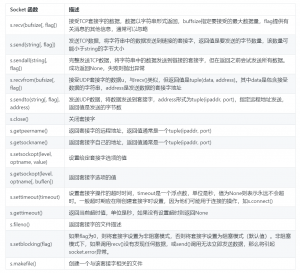 Socket 函数
描述
s.recv(bufsize[, flag])
接受TCP套接字的数据。数据以字符串形式返回，bufsize指定要接收的最大数据量。flag提供有关消息的其他信息，通常可以忽略
s.send(string[, flag])
发送TCP数据。将string中的数据发送到连接的套接字。返回值是要发送的字节数量，该数量可能小于string的字节大小
s.sendall(string[, flag])
完整发送TCP数据。将string中的数据发送到连接的套接字，但在返回之前会尝试发送所有数据。成功返回None，失败则抛出异常
s.recvfrom(bufsize[, flag])
接受UDP套接字的数据。与recv()类似，但返回值是tuple(data, address)。其中data是包含接受数据的字符串，address是发送数据的套接字地址
s.sendto(string[, flag], address)
发送UDP数据。将数据发送到套接字，address形式为tuple(ipaddr, port)，指定远程地址发送。返回值是发送的字节数
s.close()
关闭套接字
s.getpeername()
返回套接字的远程地址。返回值通常是一个tuple(ipaddr, port)
s.getsockname()
返回套接字自己的地址。返回值通常是一个tuple(ipaddr, port)
s.setsockopt(level, optname, value)
设置给定套接字选项的值
s.getsockopt(level, optname[, buflen])
返回套接字选项的值
s.settimeout(timeout)
设置套接字操作的超时时间，timeout是一个浮点数，单位是秒，值为None则表示永远不会超时。一般超时期应在刚创建套接字时设置，因为他们可能用于连接的操作，如s.connect()
s.gettimeout()
返回当前超时值，单位是秒，如果没有设置超时则返回None
s.fileno()
返回套接字的文件描述
s.setblocking(flag)
如果flag为0，则将套接字设置为非阻塞模式，否则将套接字设置为阻塞模式（默认值）。非阻塞模式下，如果调用recv()没有发现任何数据，或send()调用无法立即发送数据，那么将引起socket.error异常。
s.makefile()
创建一个与该套接字相关的文件